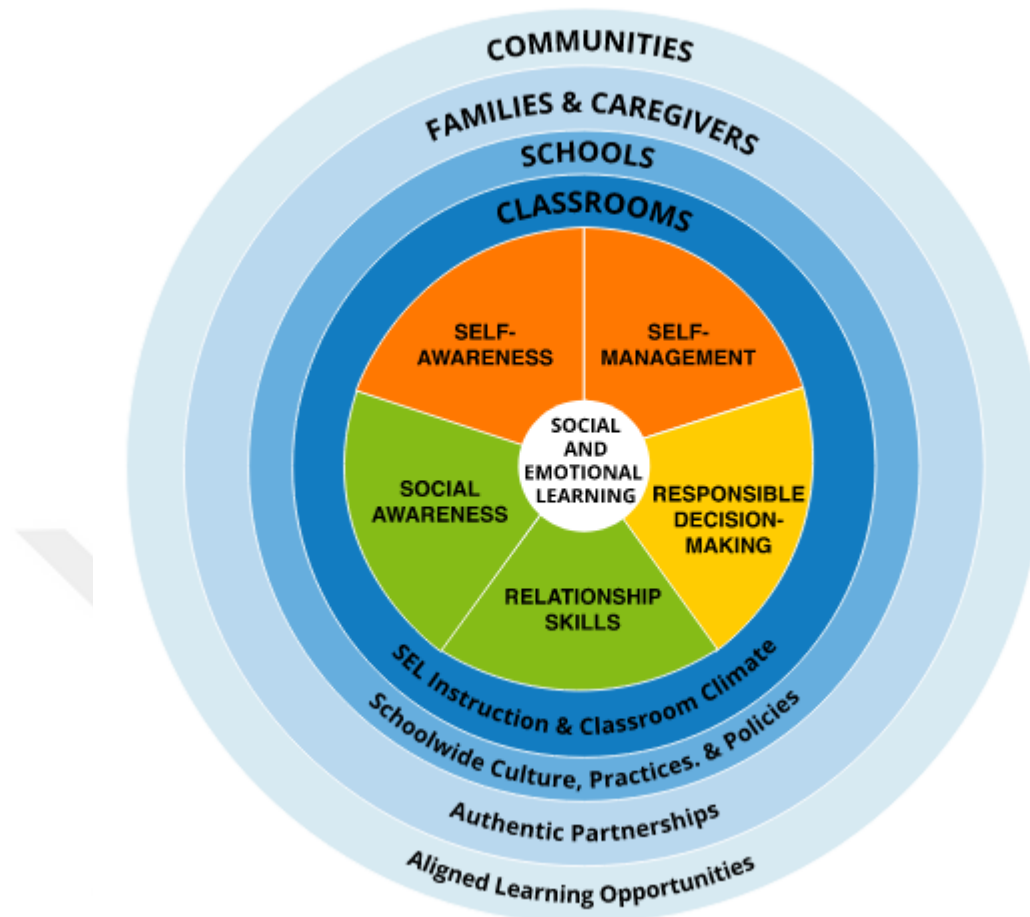 COMMUNITIES
FAMILIES & CAREGIVERS
SCHOOLS
CLASSROOMS
SELF-
AWARENESS
SELF-
MANAGEMENT
SOCIAL
AND
EMOTIONAL
LEARNING
SOCIAL
AWARENESS
RESPONSIBLE
DECISION-
MAKING
RELATIONSHIP
SKILLS
SEL Instruction & Classroom Climate
Schoolwide Culture, Practices. & Policies
Authentic Partnerships
Aligned Learning Opportunities